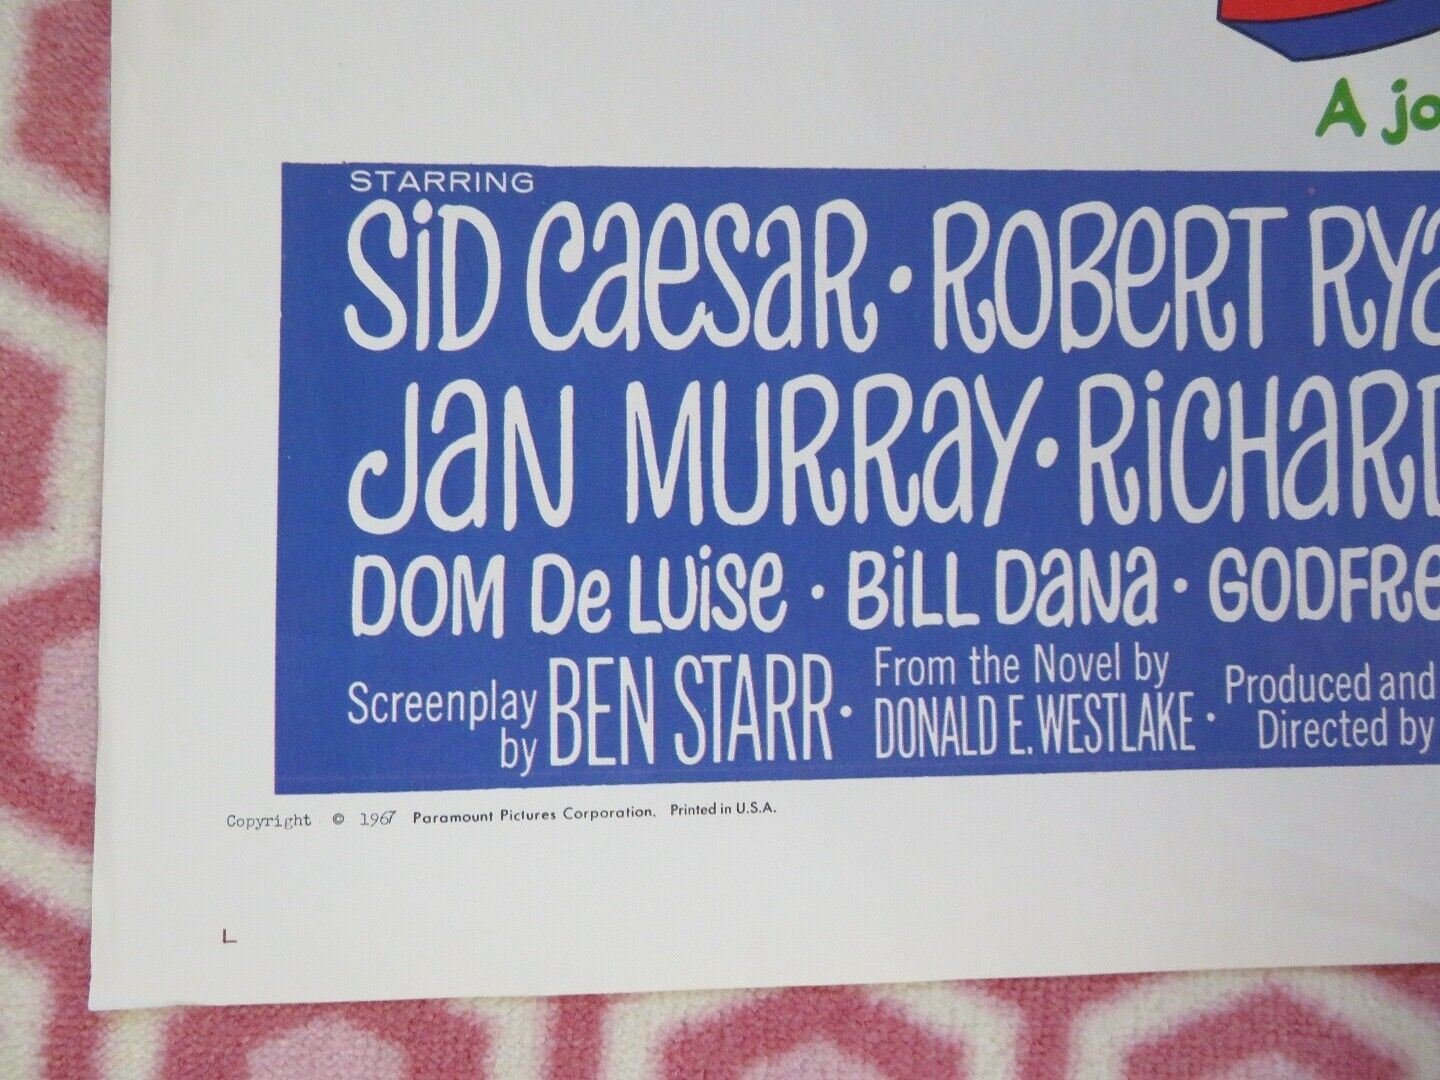 A jo
STARRING
SiD CaesaR • ROBeRT RYa
JaN MURRaY • RiCHaRD
DOM De LUise • BiLL DaNa • GODFRe
Screenplay by BEN STARR • From the Novel by DONALD E. WESTLAKE • Produced and Directed by
Copyright © 1967 Paramount Pictures Corporation. Printed in U.S.A.
L